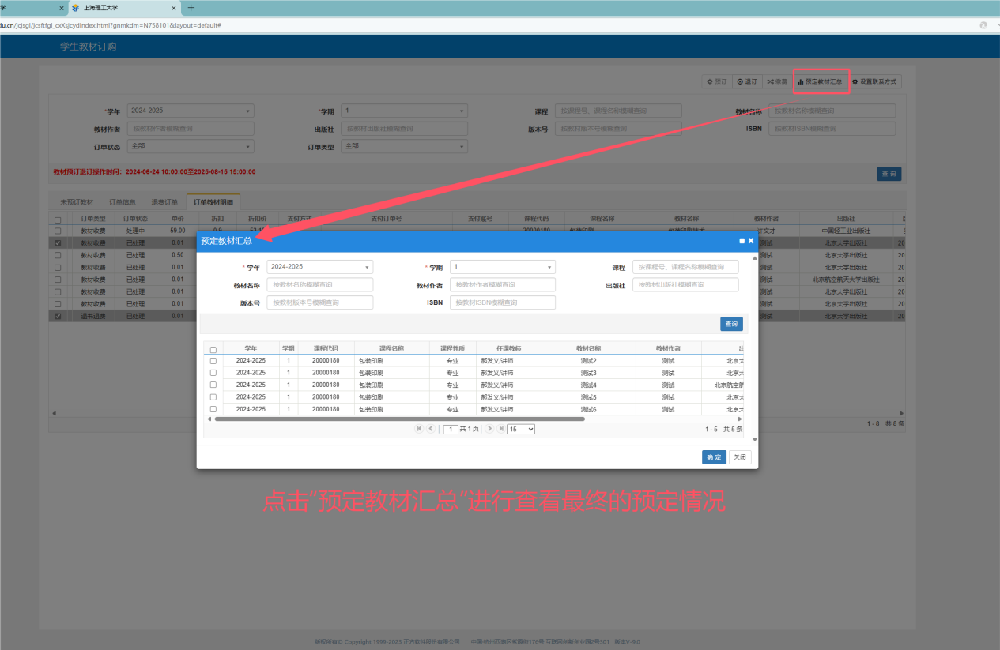 学 × 上海理工大学 × +
du.cn/jcjsgl/jcsftfgl_cxXsjcydIndex.html?gnmkdm=N758101&layout=default#
学生教材订购
预订 退订 预定教材汇总 设置联系方式
*学年 2024-2025 *学期 1 课程 按课程号、课程名称模糊查询 教材名称 按教材名称模糊查询
教材作者 按教材作者模糊查询 出版社 按教材出版社模糊查询 版本号 按教材版本号模糊查询 ISBN 按教材ISBN模糊查询
订单状态 全部 订单类型 全部
教材预订退订操作时间：2024-06-24 10:00:00至2025-08-15 15:00:00
查 询
未预订教材 订单信息 退费订单 订单教材明细
订单类型 订单状态 单价 折扣 折扣价 支付方式 支付订单号 支付账号 课程代码 课程名称 教材名称 教材作者 出版社
教材收费 处理中 59.00 0.9 20000180 许文才 中国轻工业出版社
教材收费 已处理 0.01 测试 北京大学出版社 20
教材收费 已处理 0.50 测试 北京大学出版社 20
教材收费 已处理 0.01 测试 北京大学出版社 20
教材收费 已处理 0.01 测试 北京航空航天大学出版社 20
教材收费 已处理 0.01 测试 北京大学出版社 20
教材收费 已处理 0.01 测试 北京大学出版社 20
退书退费 已处理 0.01 测试 北京大学出版社 20
1 - 8 共 8 条
预定教材汇总
* 学年 2024-2025 * 学期 1 课程 按课程号、课程名称模糊查询
教材名称 按教材名称模糊查询 教材作者 按教材作者模糊查询 出版社 按教材出版社模糊查询
版本号 按教材版本号模糊查询 ISBN 按教材ISBN模糊查询
查询
学年 学期 课程代码 课程名称 课程性质 任课教师 教材名称 教材作者 出
2024-2025 1 20000180 包装印刷 专业 郝发义/讲师 测试2 测试 北京大
2024-2025 1 20000180 包装印刷 专业 郝发义/讲师 测试3 测试 北京大
2024-2025 1 20000180 包装印刷 专业 郝发义/讲师 测试4 测试 北京航空航
2024-2025 1 20000180 包装印刷 专业 郝发义/讲师 测试5 测试 北京大
2024-2025 1 20000180 包装印刷 专业 郝发义/讲师 测试6 测试 北京大
1 共 1 页 15 1 - 5 共 5 条
确 定 关闭
点击“预定教材汇总“进行查看最终的预定情况
版权所有© Copyright 1999-2023 正方软件股份有限公司 中国·杭州西湖区紫霞街176号 互联网创新创业园2号301 版本V-9.0